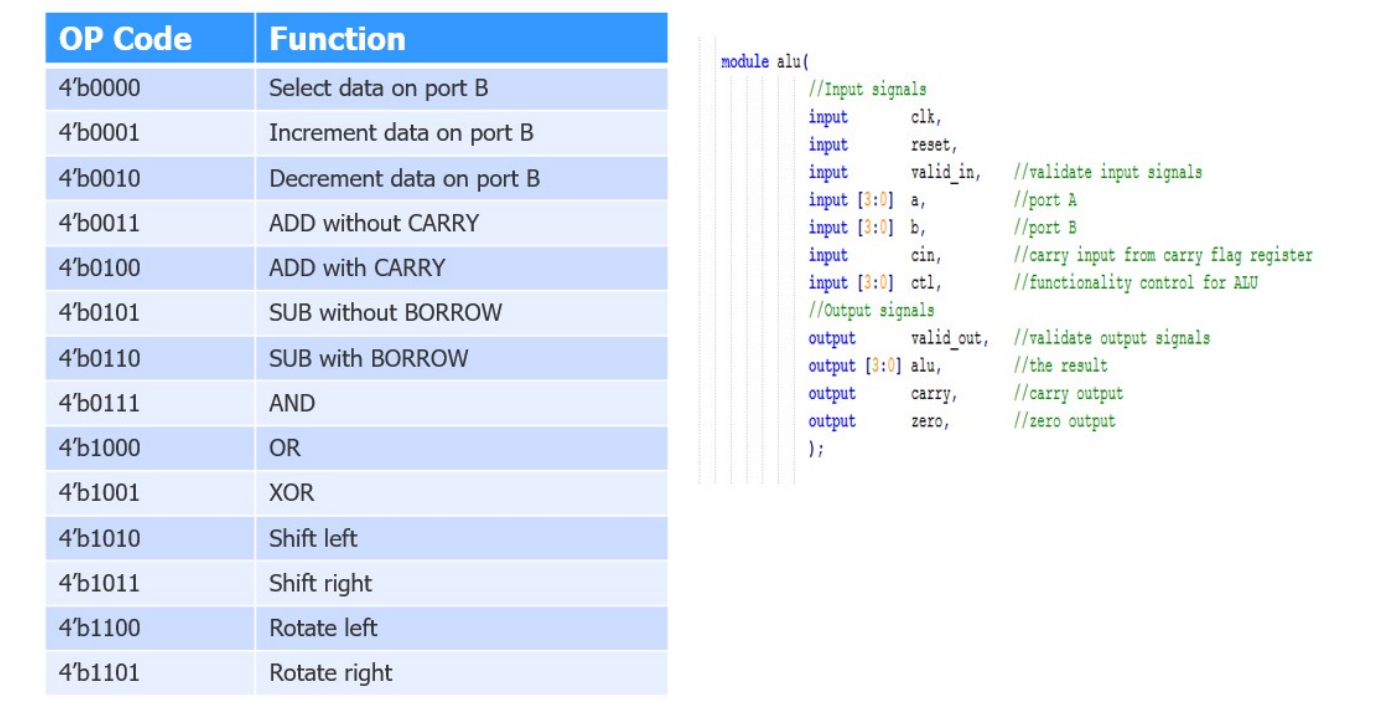 OP Code Function
4'b0000 Select data on port B
4'b0001 Increment data on port B
4'b0010 Decrement data on port B
4'b0011 ADD without CARRY
4'b0100 ADD with CARRY
4'b0101 SUB without BORROW
4'b0110 SUB with BORROW
4'b0111 AND
4'b1000 OR
4'b1001 XOR
4'b1010 Shift left
4'b1011 Shift right
4'b1100 Rotate left
4'b1101 Rotate right
module alu(
//Input signals
input clk,
input reset,
input valid_in, //validate input signals
input [3:0] a, //port A
input [3:0] b, //port B
input cin, //carry input from carry flag register
input [3:0] ctl, //functionality control for ALU
//Output signals
output valid_out, //validate output signals
output [3:0] alu, //the result
output carry, //carry output
output zero, //zero output
);